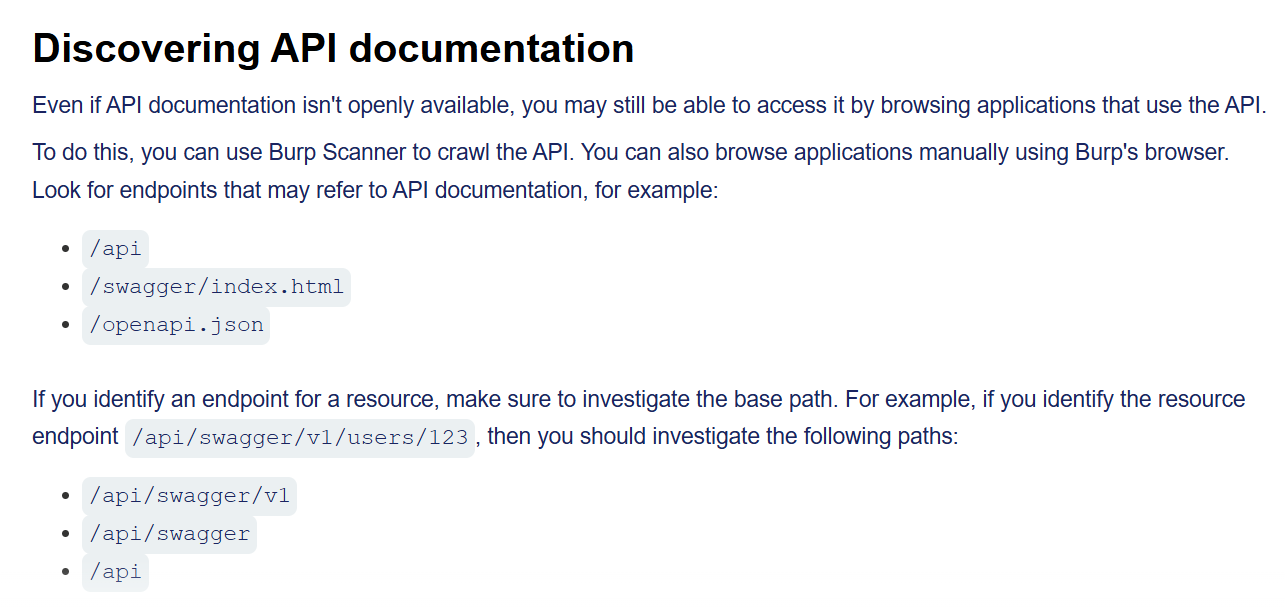 Discovering API documentation
Even if API documentation isn't openly available, you may still be able to access it by browsing applications that use the API.
To do this, you can use Burp Scanner to crawl the API. You can also browse applications manually using Burp's browser.
Look for endpoints that may refer to API documentation, for example:
• /api
• /swagger/index.html
• /openapi.json
If you identify an endpoint for a resource, make sure to investigate the base path. For example, if you identify the resource
endpoint /api/swagger/v1/users/123, then you should investigate the following paths:
• /api/swagger/v1
• /api/swagger
• /api